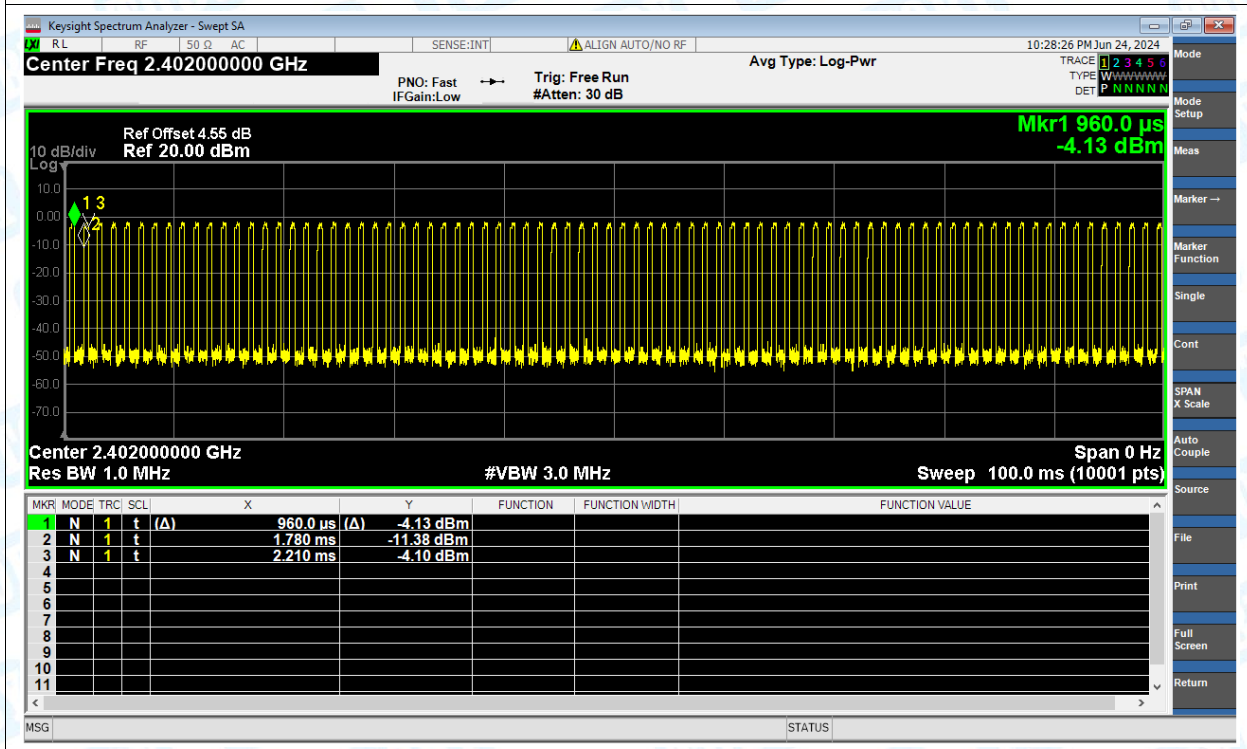 Keysight Spectrum Analyzer - Swept SA
LXI RL RF 50 Ω AC SENSE:INT ALIGN AUTO/NO RF 10:28:26 PM Jun 24, 2024
Center Freq 2.402000000 GHz
PNO: Fast
IFGain:Low
Trig: Free Run
#Atten: 30 dB
Avg Type: Log-Pwr
TRACE 1 2 3 4 5 6
TYPE WWWWWW
DET P N N N N N
Mkr1 960.0 µs
-4.13 dBm
Ref Offset 4.55 dB
10 dB/div Ref 20.00 dBm
Log
10.0
0.00
-10.0
-20.0
-30.0
-40.0
-50.0
-60.0
-70.0
1 3
2
Center 2.402000000 GHz Span 0 Hz
Res BW 1.0 MHz #VBW 3.0 MHz Sweep 100.0 ms (10001 pts)
MKR MODE TRC SCL X Y FUNCTION FUNCTION WIDTH FUNCTION VALUE
1 N 1 t (Δ) 960.0 µs (Δ) -4.13 dBm
2 N 1 t 1.780 ms -11.38 dBm
3 N 1 t 2.210 ms -4.10 dBm
4
5
6
7
8
9
10
11
MSG STATUS
Mode
Mode
Setup
Meas
Marker →
Marker
Function
Single
Cont
SPAN
X Scale
Auto
Couple
Source
File
Print
Full
Screen
Return